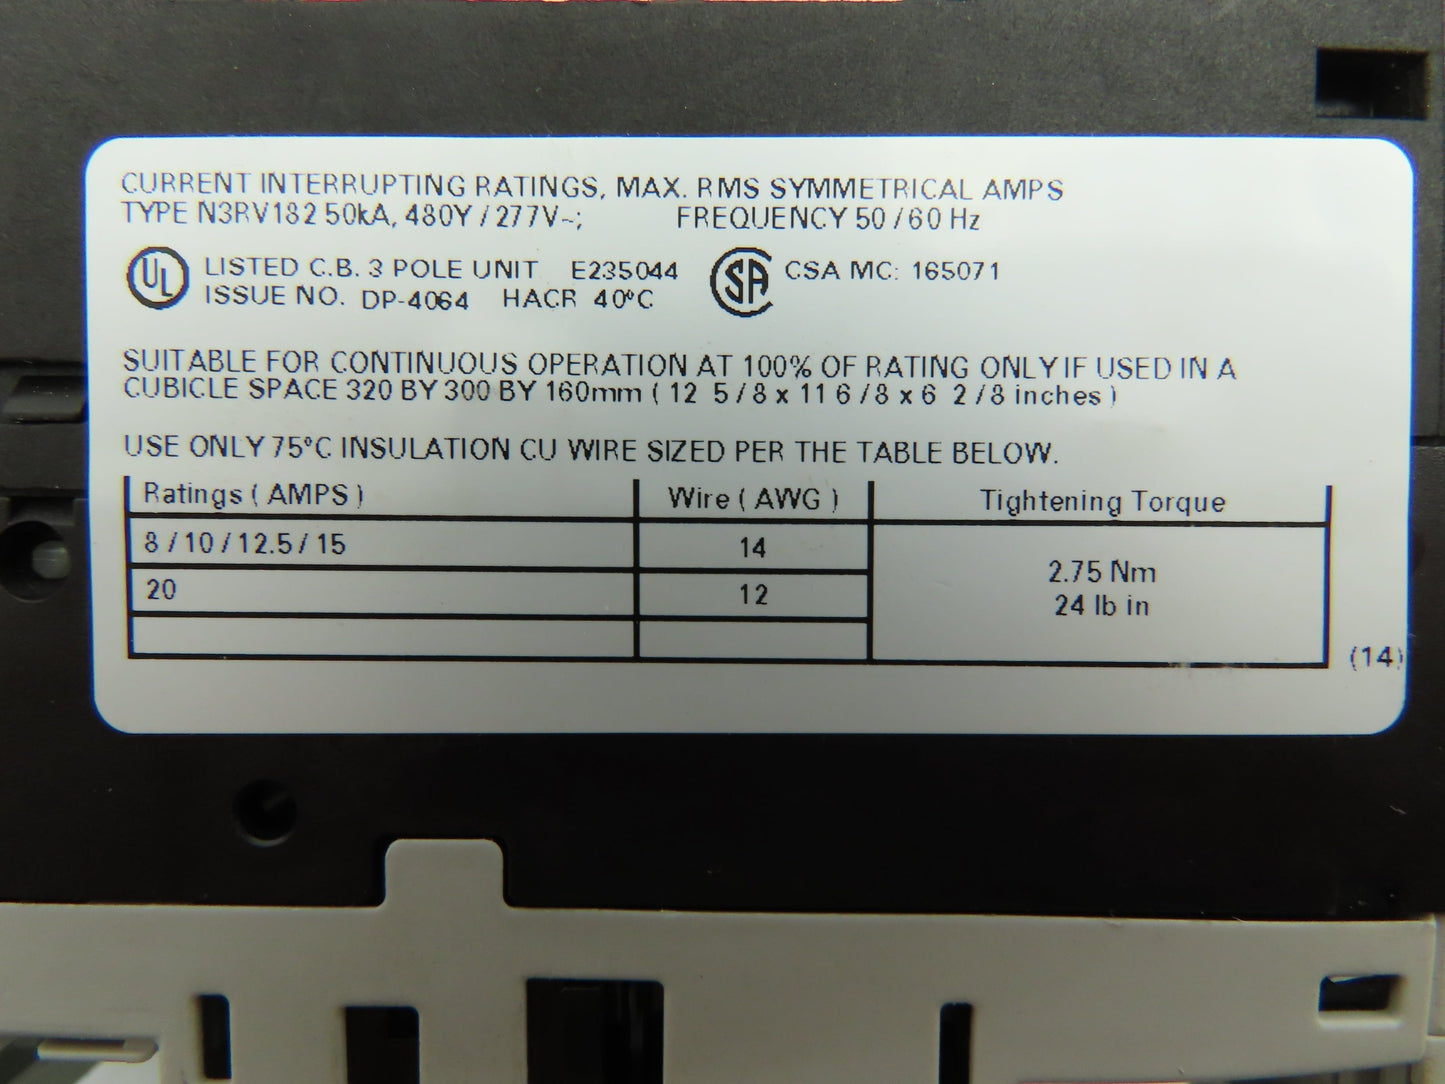 CURRENT INTERRUPTING RATINGS, MAX. RMS SYMMETRICAL AMPS
TYPE N3RV182 50kA, 480Y / 277V~; FREQUENCY 50 / 60 Hz
UL LISTED C.B. 3 POLE UNIT E235044
ISSUE NO. DP-4064 HACR 40°C
SA CSA MC: 165071
SUITABLE FOR CONTINUOUS OPERATION AT 100% OF RATING ONLY IF USED IN A
CUBICLE SPACE 320 BY 300 BY 160mm ( 12 5 / 8 x 11 6 / 8 x 6 2 / 8 inches )
USE ONLY 75°C INSULATION CU WIRE SIZED PER THE TABLE BELOW.
Ratings ( AMPS ) Wire ( AWG ) Tightening Torque
8 / 10 / 12.5 / 15 14
20 12
2.75 Nm
24 lb in
(14)